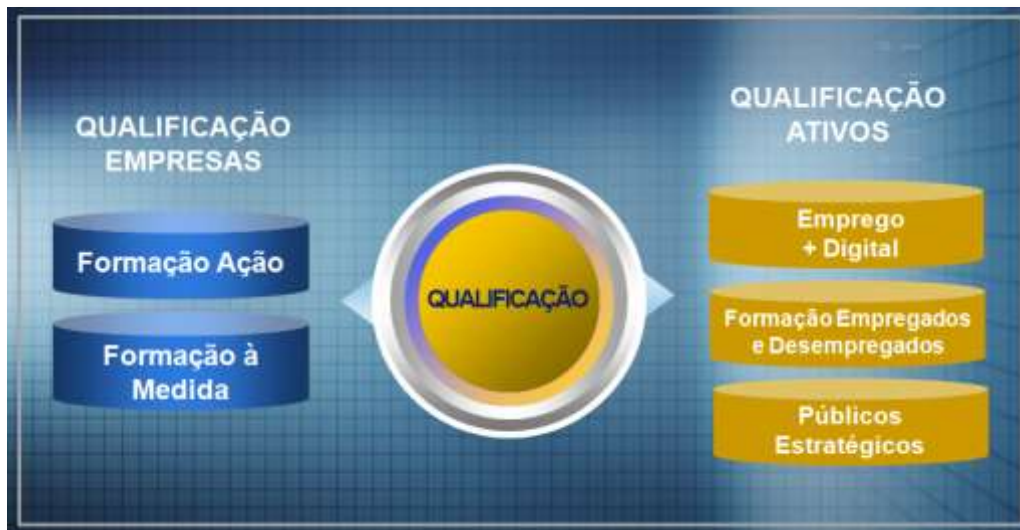 QUALIFICAÇÃO
EMPRESAS
Formação Ação
Formação à
Medida
QUALIFICAÇÃO
QUALIFICAÇÃO
ATIVOS
Emprego
+ Digital
Formação Empregados
e Desempregados
Públicos
Estratégicos